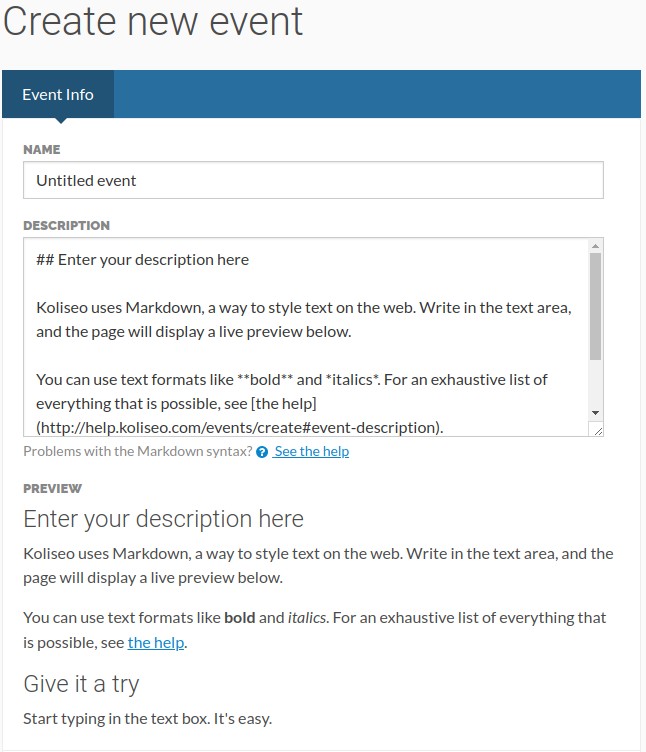 Create new event
Event Info
NAME
Untitled event
DESCRIPTION
## Enter your description here
Koliseo uses Markdown, a way to style text on the web. Write in the text area,
and the page will display a live preview below.
You can use text formats like **bold** and *italics*. For an exhaustive list of
everything that is possible, see [the help]
(http://help.koliseo.com/events/create#event-description).
Problems with the Markdown syntax? ? See the help
PREVIEW
Enter your description here
Koliseo uses Markdown, a way to style text on the web. Write in the text area, and the
page will display a live preview below.
You can use text formats like bold and italics. For an exhaustive list of everything that
is possible, see the help.
Give it a try
Start typing in the text box. It's easy.